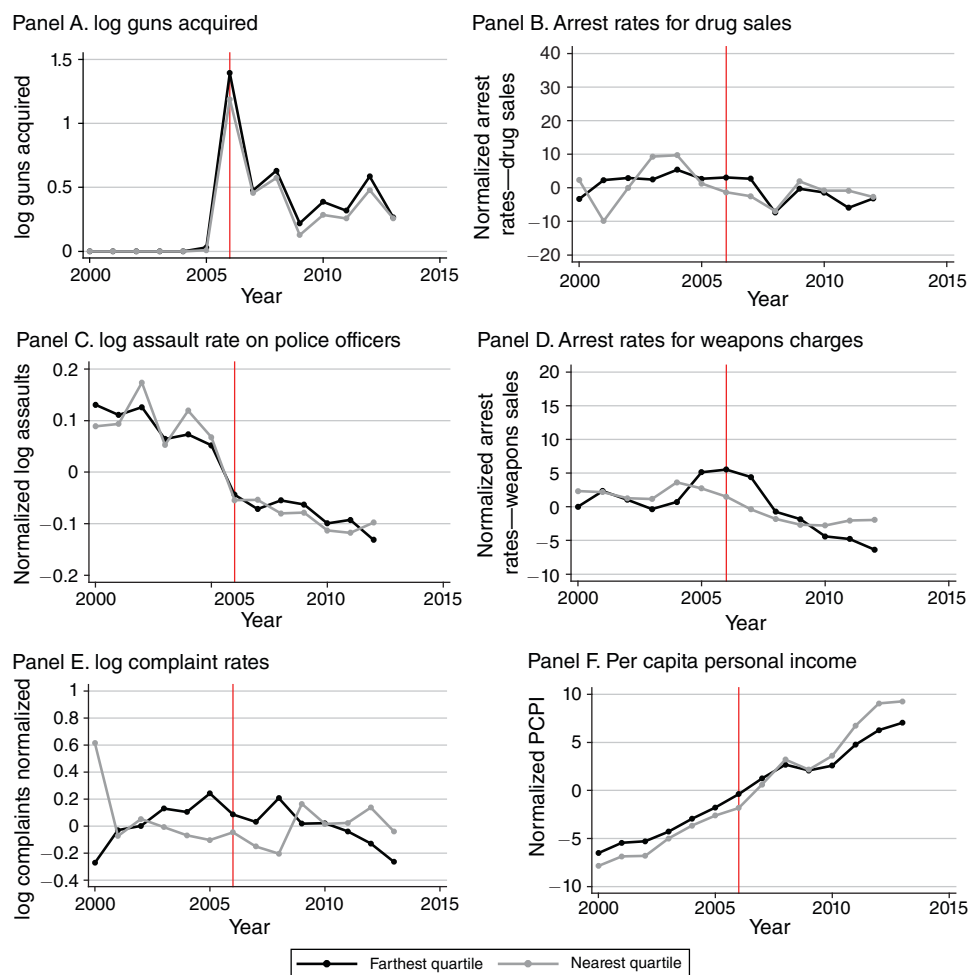 Panel A. log guns acquired
log guns acquired
1.5
1
0.5
0
2000 2005 2010 2015
Year
Panel B. Arrest rates for drug sales
Normalized arrest
rates—drug sales
40
30
20
10
0
−10
−20
2000 2005 2010 2015
Year
Panel C. log assault rate on police officers
Normalized log assaults
0.2
0.1
0
−0.1
−0.2
2000 2005 2010 2015
Year
Panel D. Arrest rates for weapons charges
Normalized arrest
rates—weapons sales
20
15
10
5
0
−5
−10
2000 2005 2010 2015
Year
Panel E. log complaint rates
log complaints normalized
1
0.8
0.6
0.4
0.2
0
−0.2
−0.4
2000 2005 2010 2015
Year
Panel F. Per capita personal income
Normalized PCPI
10
5
0
−5
−10
2000 2005 2010 2015
Year
Farthest quartile Nearest quartile